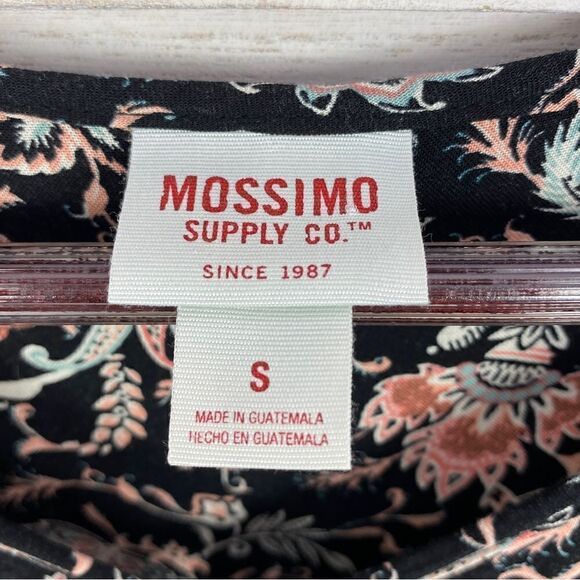 MOSSIMO
SUPPLY CO.™
SINCE 1987
S
MADE IN GUATEMALA
HECHO EN GUATEMALA